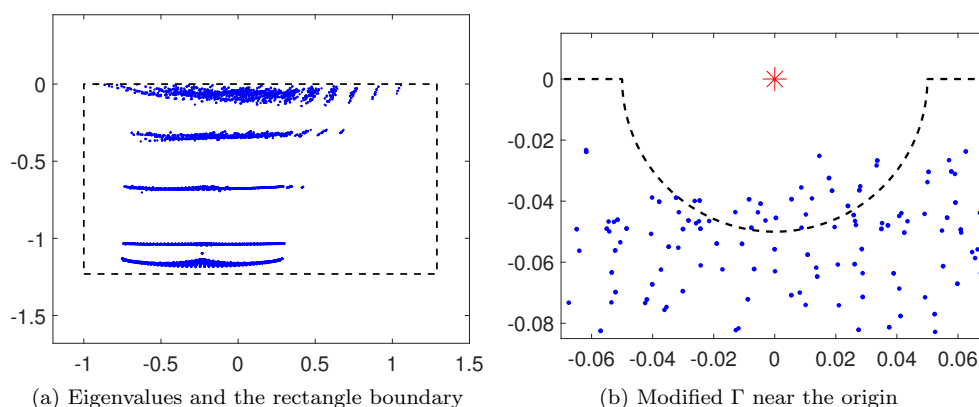 0
-0.5
-1
-1.5
-1 -0.5 0 0.5 1 1.5
(a) Eigenvalues and the rectangle boundary
0
-0.02
-0.04
-0.06
-0.08
-0.06 -0.04 -0.02 0 0.02 0.04 0.06
(b) Modified Γ near the origin